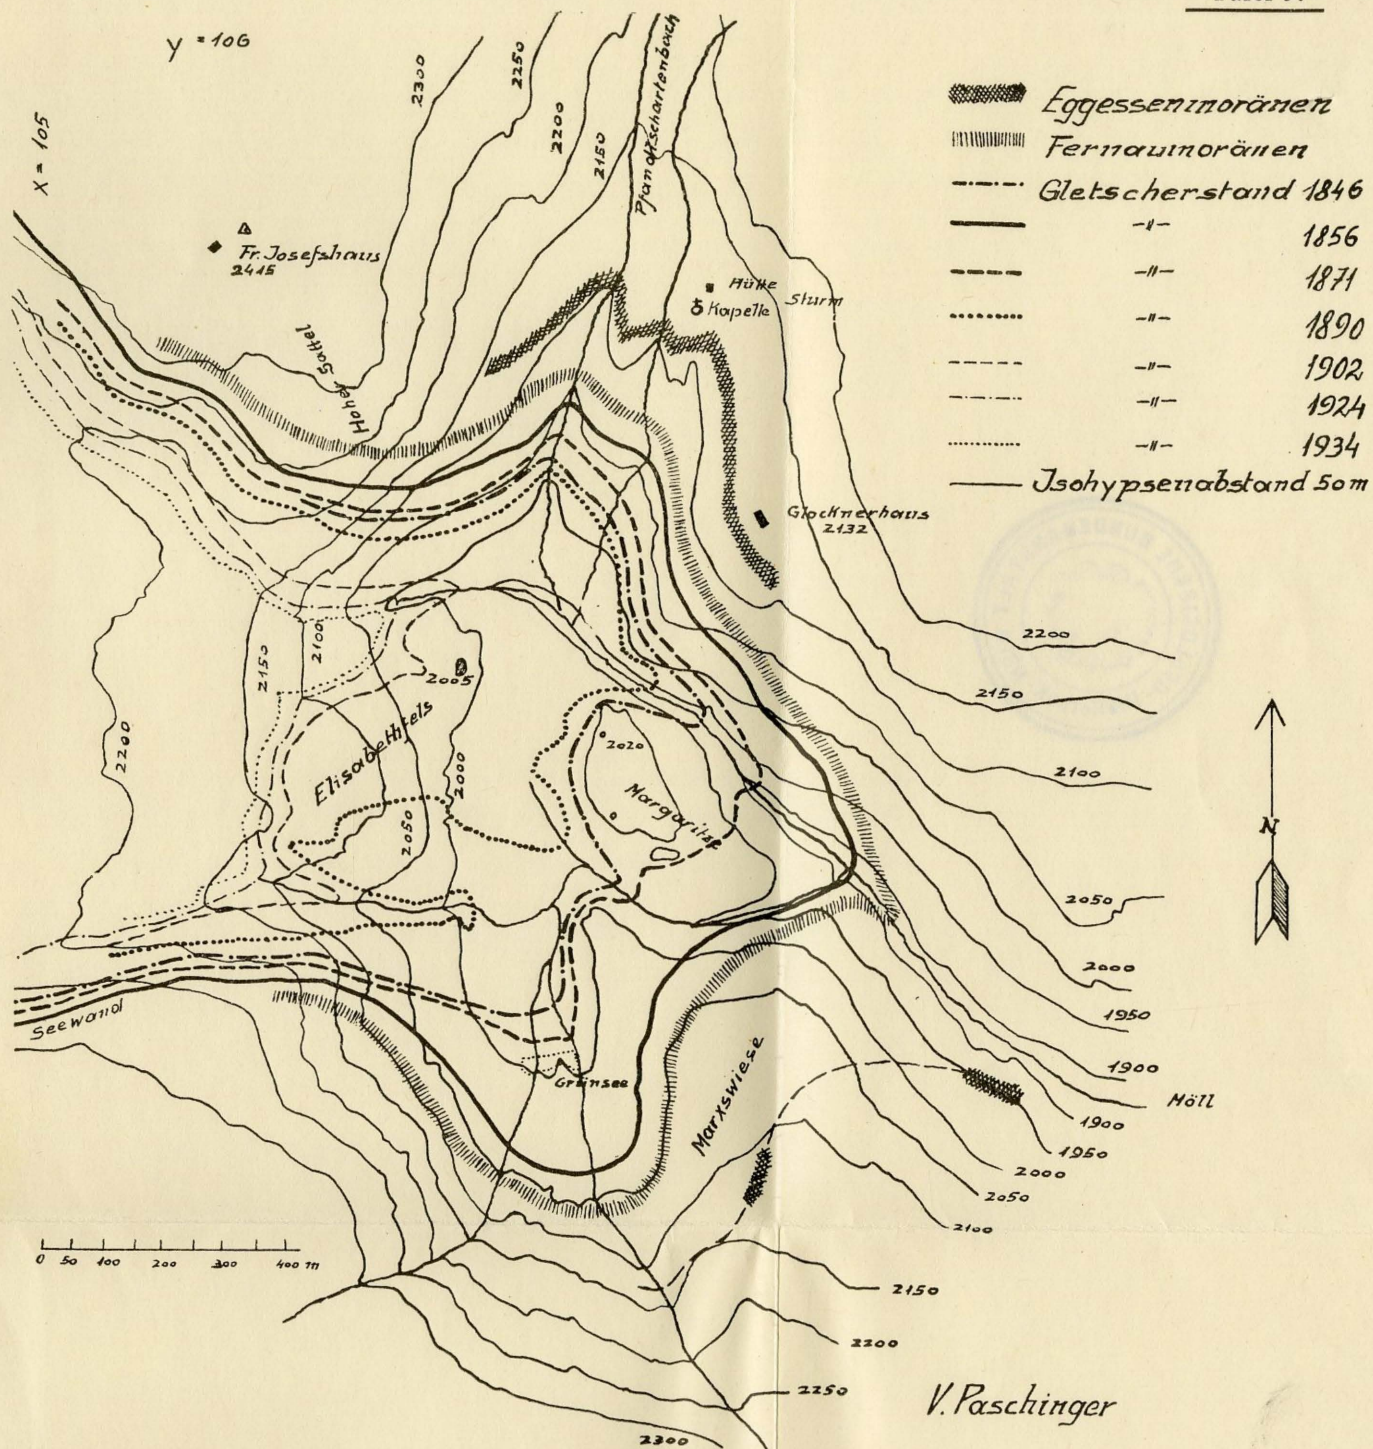 y = 106
x = 105
Eggessenmoränen
Fernaumoränen
Gletscherstand 1846
-"- 1856
-"- 1871
-"- 1890
-"- 1902
-"- 1924
-"- 1934
Isohypsenabstand 50m
2300
2250
2200
2150
Pfandlschartenbach
Fr. Josefshaus
2415
Hoher Sattel
Hütte
Kapelle
Sturm
Glocknerhaus
2132
2200
2150
2100
2050
2000
1950
1900
Möll
1900
1950
2000
2050
2100
2150
2200
2250
2300
2200
2150
2100
2005
Elisabethfels
2050
2000
2020
Margaritze
Seewand
Grünsee
Marxswiese
N
0 50 100 200 300 400 m
V. Paschinger